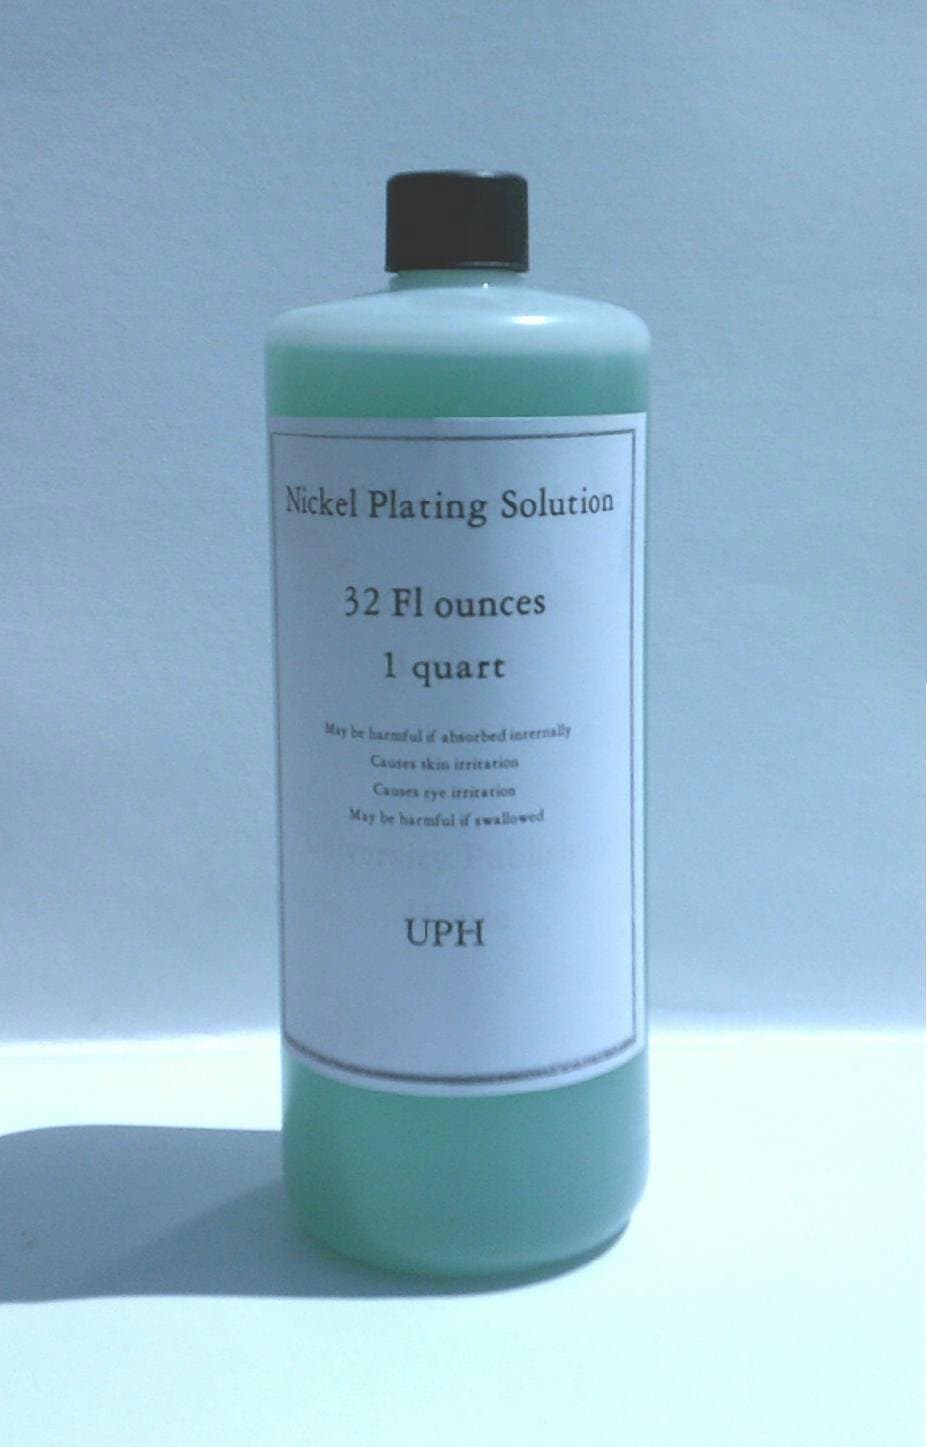 Nickel Plating Solution
32 Fl ounces
1 quart
May be harmful if absorbed internally
Causes skin irritation
Causes eye irritation
May be harmful if swallowed
UPH